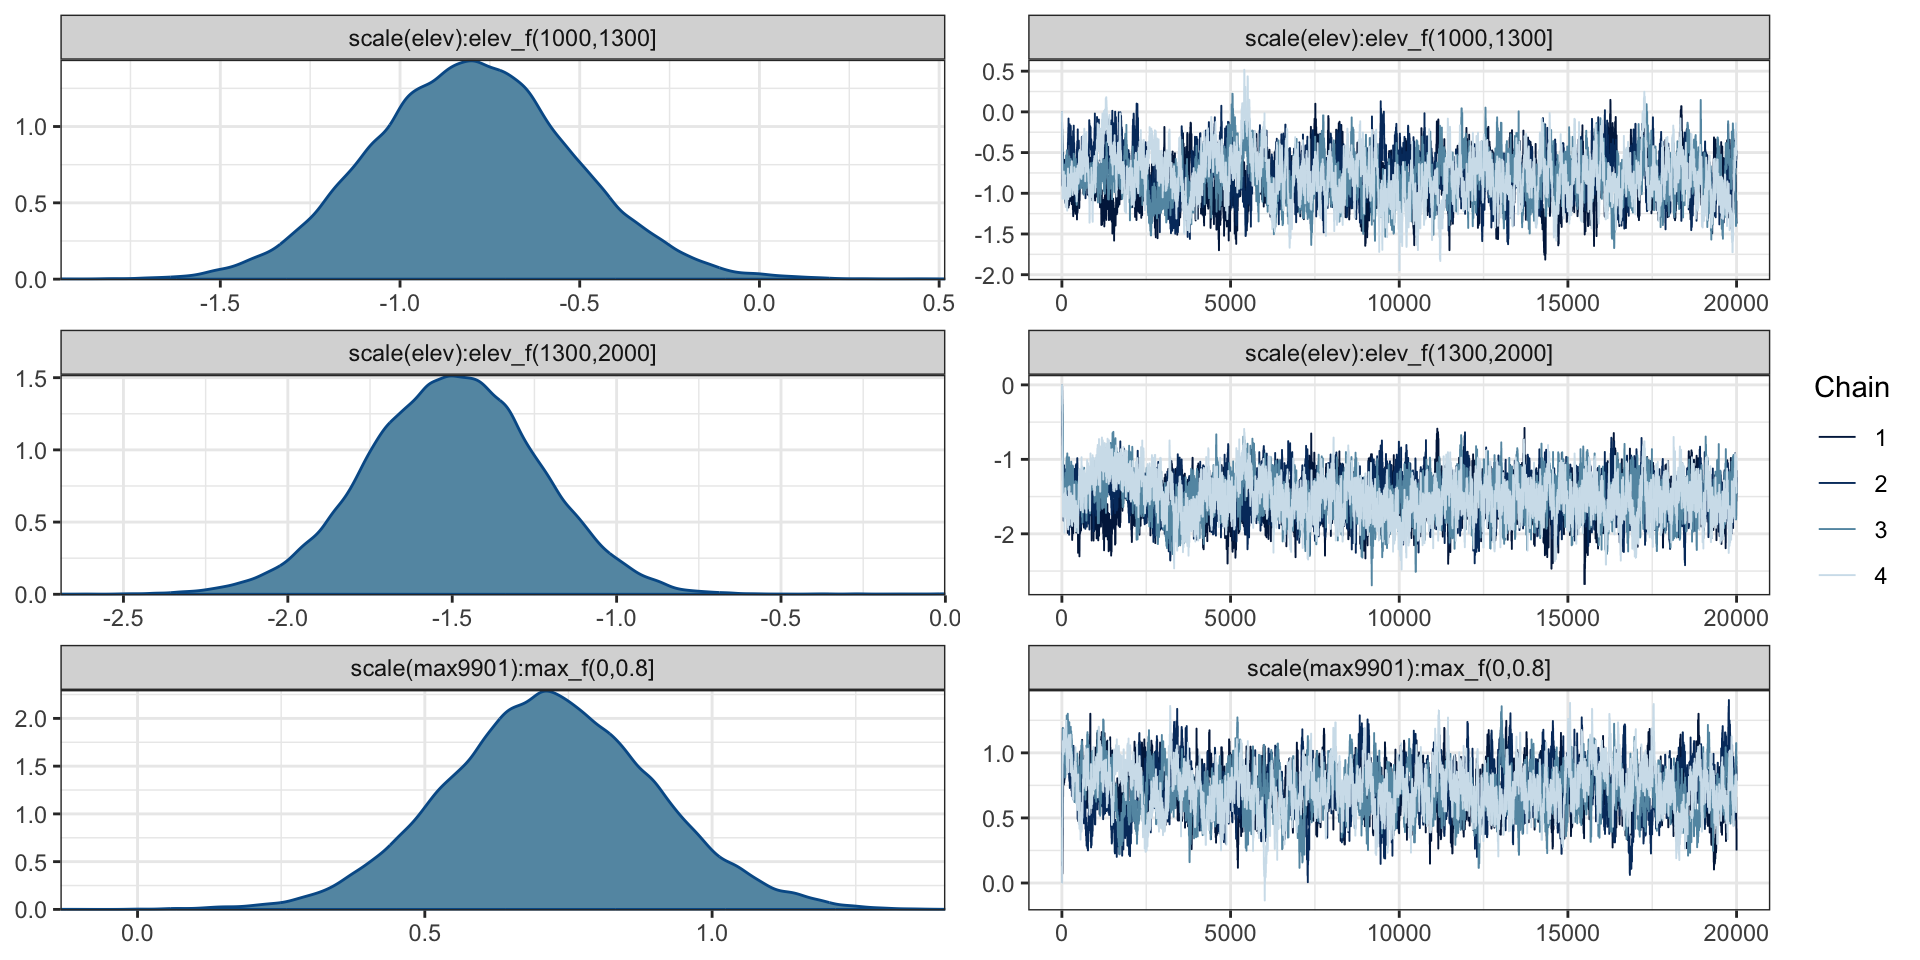 scale(elev):elev_f(1000,1300]
1.0
0.5
0.0
-1.5 -1.0 -0.5 0.0 0.5
scale(elev):elev_f(1000,1300]
0.5
0.0
-0.5
-1.0
-1.5
-2.0
0 5000 10000 15000 20000
scale(elev):elev_f(1300,2000]
1.5
1.0
0.5
0.0
-2.5 -2.0 -1.5 -1.0 -0.5 0.0
scale(elev):elev_f(1300,2000]
0
-1
-2
0 5000 10000 15000 20000
scale(max9901):max_f(0,0.8]
2.0
1.5
1.0
0.5
0.0
0.0 0.5 1.0
scale(max9901):max_f(0,0.8]
1.0
0.5
0.0
0 5000 10000 15000 20000
Chain
1
2
3
4